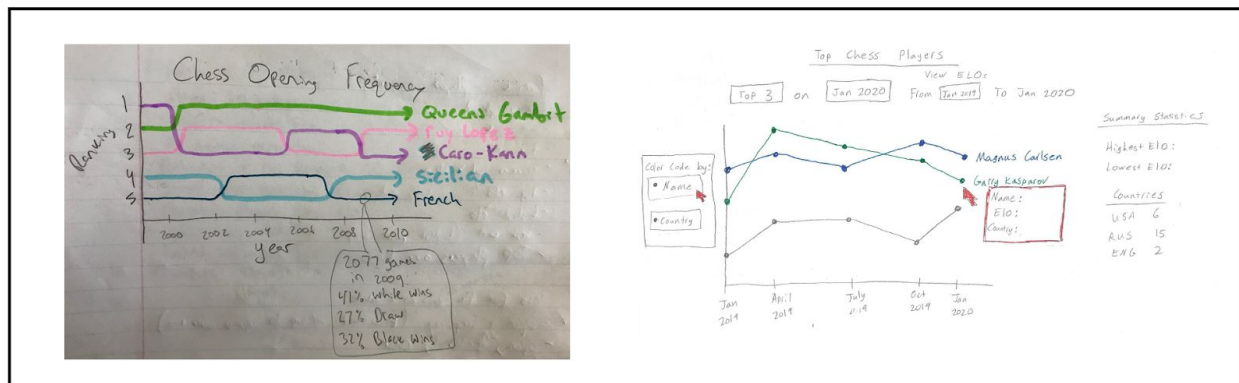 Chess Opening Frequency
Ranking
1
2
3
4
5
Queens Gambit
Ruy Lopez
Caro-Kann
Sicilian
French
2000 2002 2004 2006 2008 2010
year
2077 games
in 2009
41% White wins
27% Draw
32% Black wins
Top Chess Players
View ELO:
Top 3 on Jan 2020 From Jan 2019 To Jan 2020
Color Code by:
Name
Country
Magnus Carlsen
Garry Kasparov
Name:
Elo:
Country:
Jan 2019
April 2019
July 2019
Oct 2019
Jan 2020
Summary Statistics
Highest ELO:
Lowest ELO:
Countries
USA 6
RUS 15
ENG 2